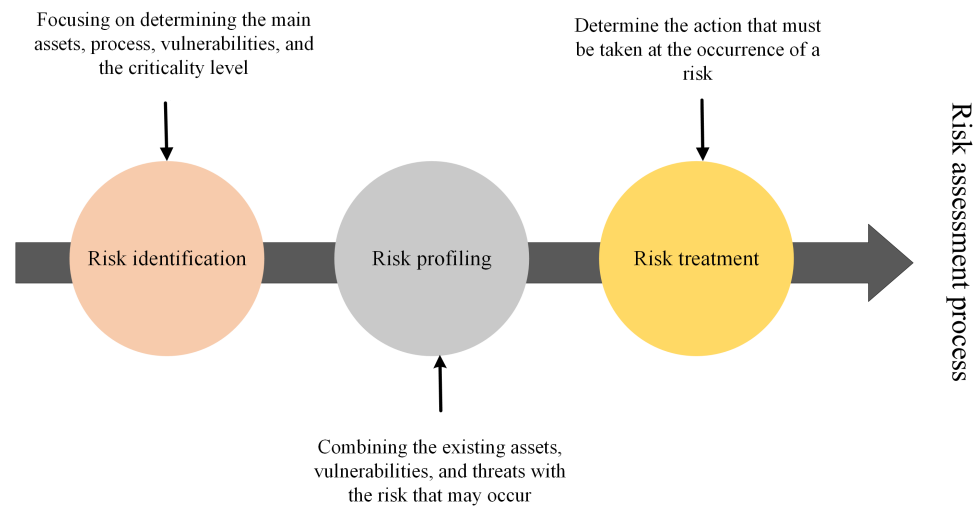 Focusing on determining the main
assets, process, vulnerabilities, and
the criticality level
Determine the action that must
be taken at the occurrence of a
risk
Risk identification
Risk profiling
Risk treatment
Risk assessment process
Combining the existing assets,
vulnerabilities, and threats with
the risk that may occur